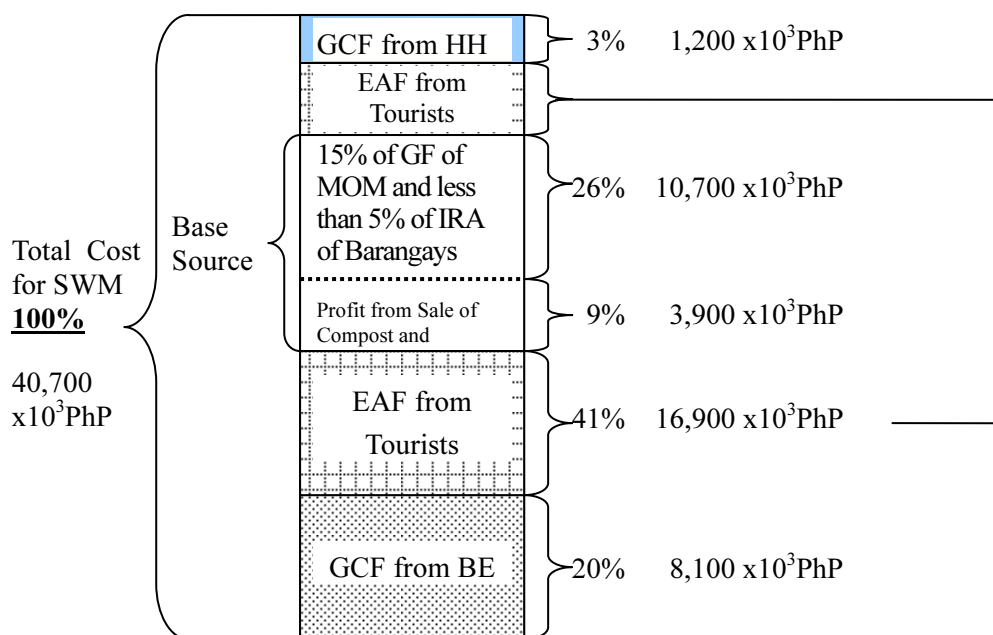 GCF from HH 3% 1,200 x10³PhP
EAF from
Tourists
15% of GF of
MOM and less
than 5% of IRA
of Barangays
26% 10,700 x10³PhP
Base
Source
Total Cost
for SWM
100%
40,700
x10³PhP
Profit from Sale of
Compost and
9% 3,900 x10³PhP
EAF from
Tourists
41% 16,900 x10³PhP
GCF from BE 20% 8,100 x10³PhP